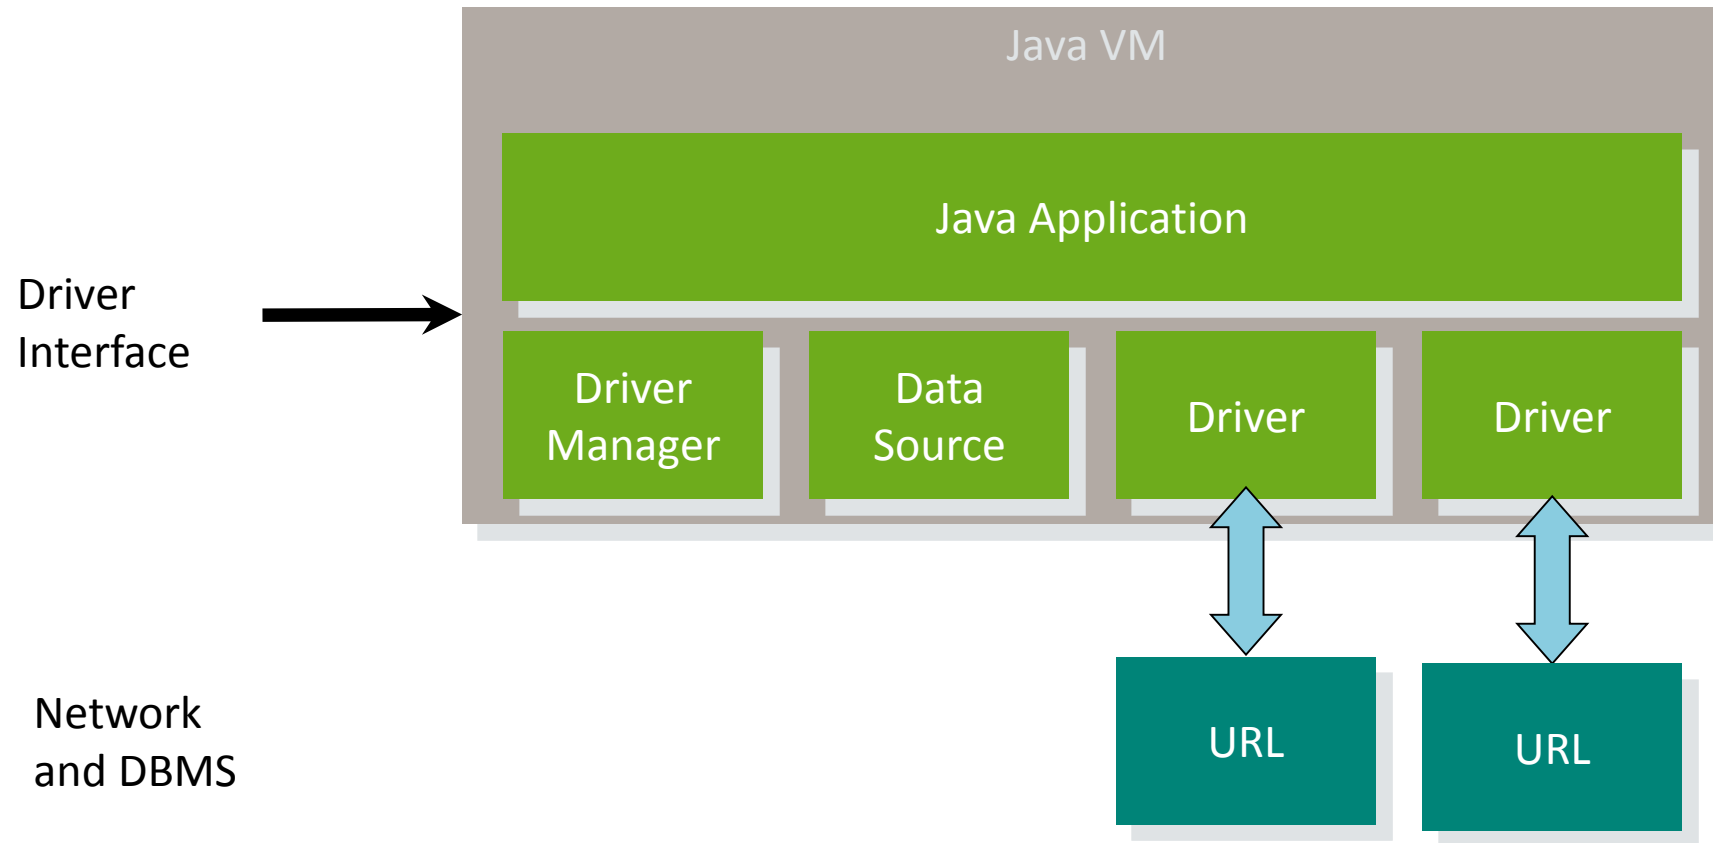 Java VM
Java Application
Driver
Interface
Driver
Manager
Data
Source
Driver
Driver
Network
and DBMS
URL
URL